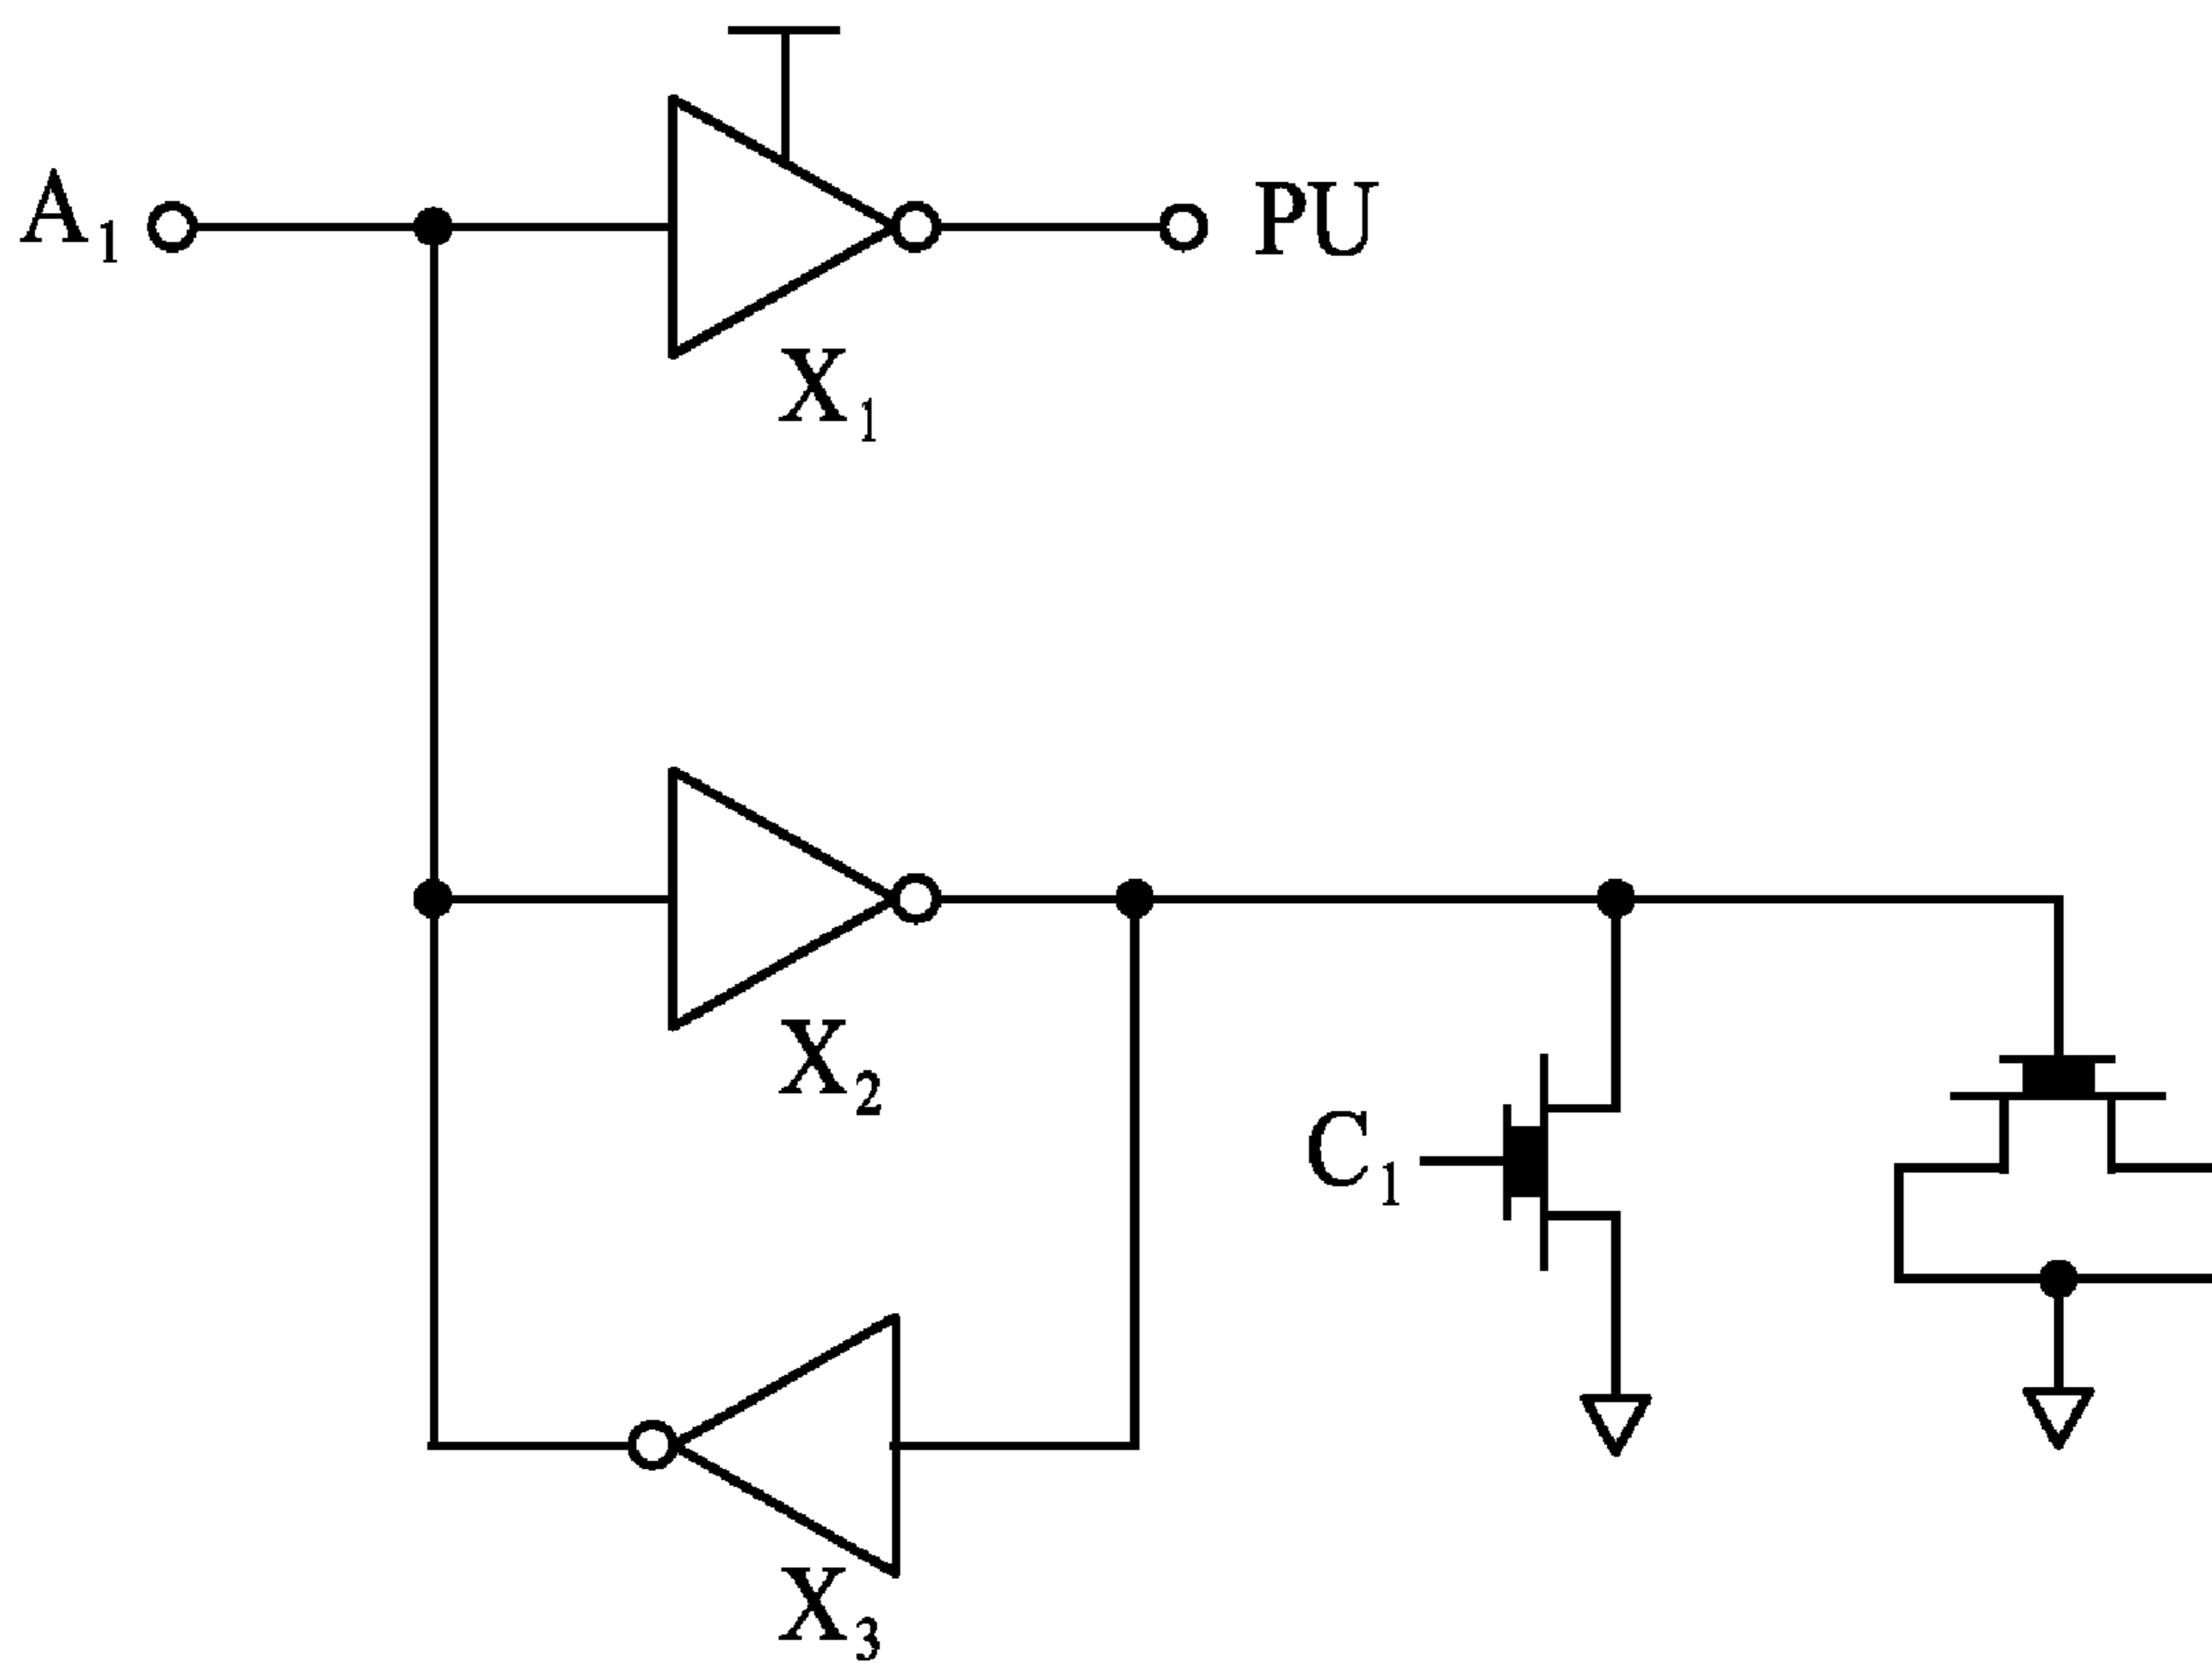 A₁
PU
X₁
X₂
C₁
X₃